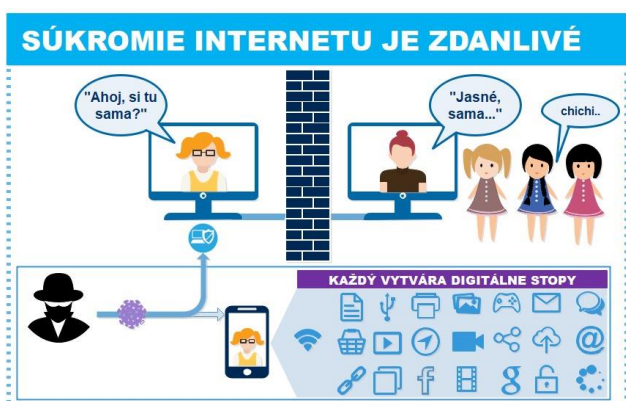 SÚKROMIE INTERNETU JE ZDANLIVÉ
"Ahoj, si tu
sama?"
"Jasné,
sama..."
chichi..
KAŽDÝ VYTVÁRA DIGITÁLNE STOPY